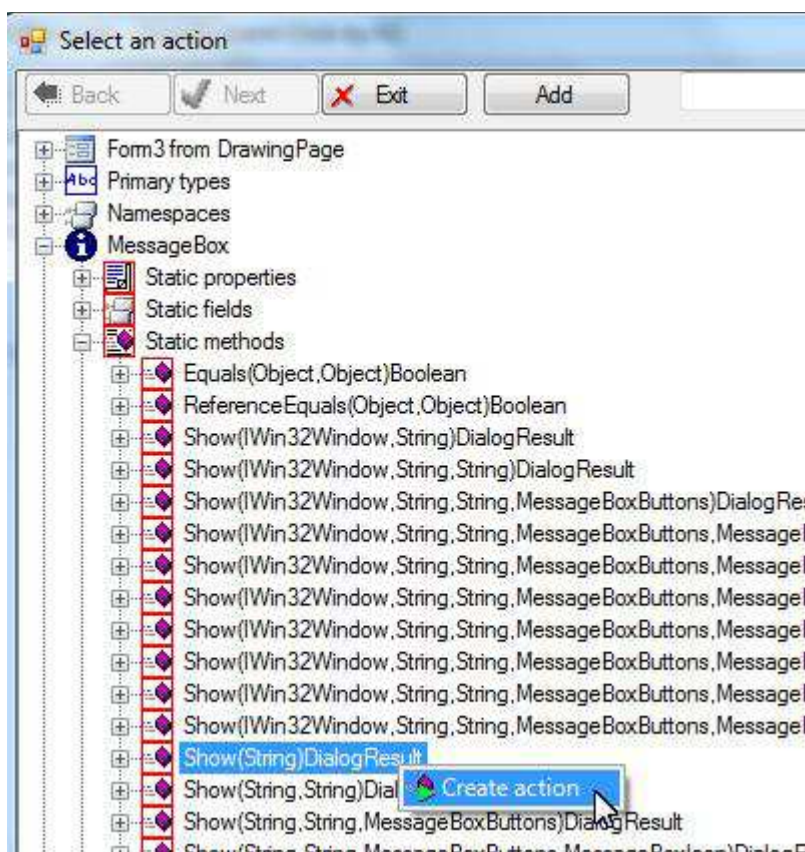 Select an action
Back Next Exit Add
Form3 from DrawingPage
Abc Primary types
Namespaces
MessageBox
Static properties
Static fields
Static methods
Equals(Object,Object)Boolean
ReferenceEquals(Object,Object)Boolean
Show(IWin32Window,String)DialogResult
Show(IWin32Window,String,String)DialogResult
Show(IWin32Window,String,String,MessageBoxButtons)DialogRes
Show(IWin32Window,String,String,MessageBoxButtons,Message
Show(IWin32Window,String,String,MessageBoxButtons,Message
Show(IWin32Window,String,String,MessageBoxButtons,Message
Show(IWin32Window,String,String,MessageBoxButtons,Message
Show(IWin32Window,String,String,MessageBoxButtons,Message
Show(IWin32Window,String,String,MessageBoxButtons,Message
Show(IWin32Window,String,String,MessageBoxButtons,Message
Show(String)DialogResult
Show(String,String)Dial Create action
Show(String,String,MessageBoxButtons)DialogResult